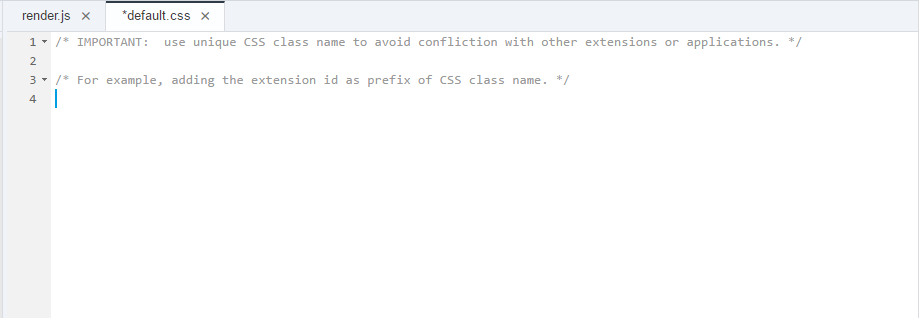 render.js ×
*default.css ×
1 /* IMPORTANT:  use unique CSS class name to avoid confliction with other extensions or applications. */
2
3 /* For example, adding the extension id as prefix of CSS class name. */
4